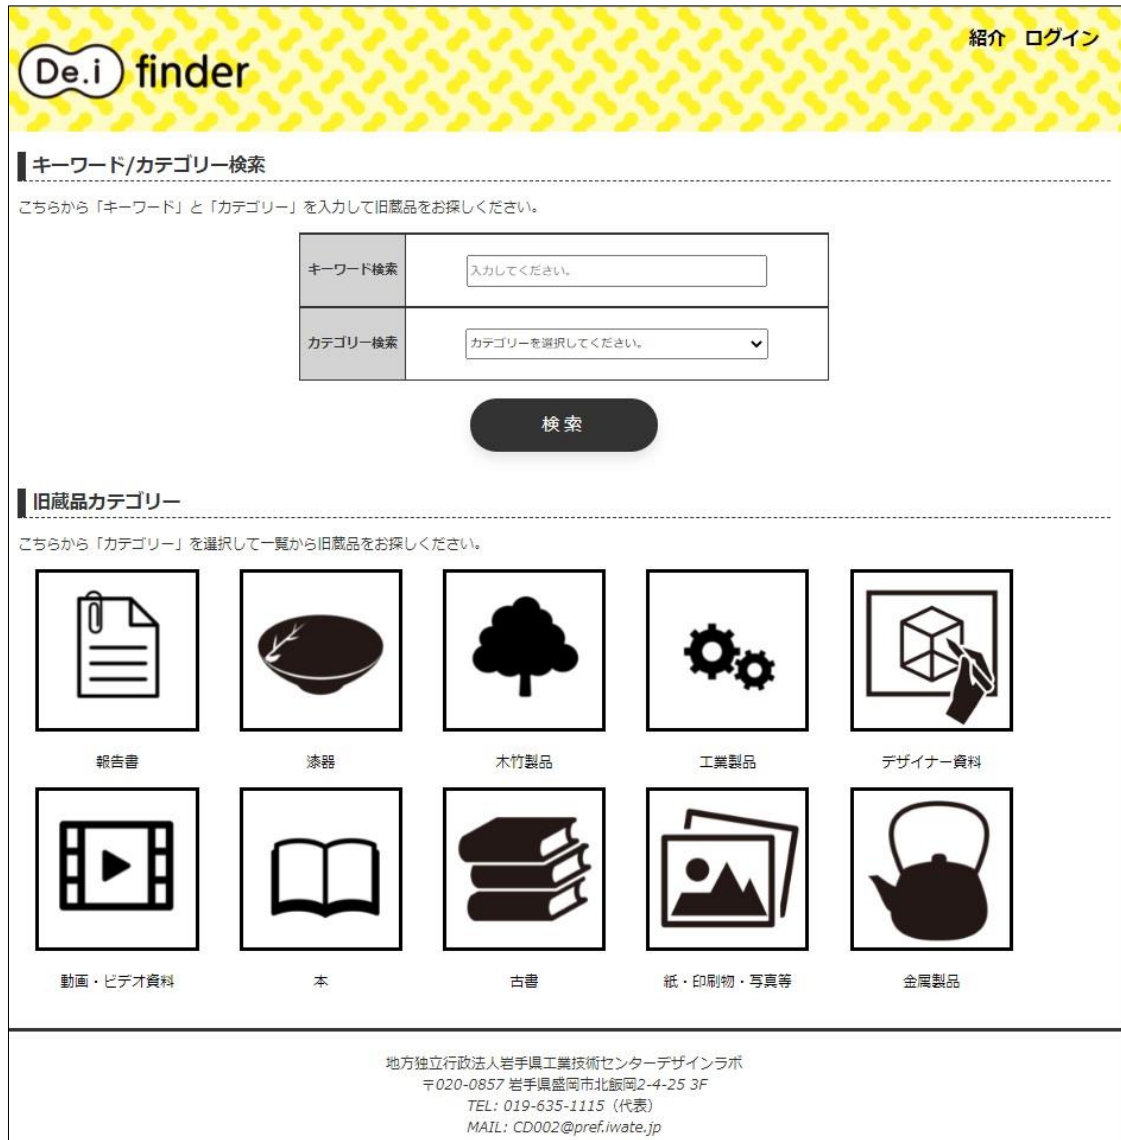 紹介 ログイン
De.i finder
キーワード/カテゴリー検索
こちらから「キーワード」と「カテゴリー」を入力して旧蔵品をお探しください。
キーワード検索 入力してください。
カテゴリー検索 カテゴリーを選択してください。
検索
旧蔵品カテゴリー
こちらから「カテゴリー」を選択して一覧から旧蔵品をお探しください。
報告書 漆器 木竹製品 工業製品 デザイナー資料
動画・ビデオ資料 本 古書 紙・印刷物・写真等 金属製品
地方独立行政法人岩手県工業技術センターデザインラボ
〒020-0857 岩手県盛岡市北飯岡2-4-25 3F
TEL: 019-635-1115（代表）
MAIL: CD002@pref.iwate.jp